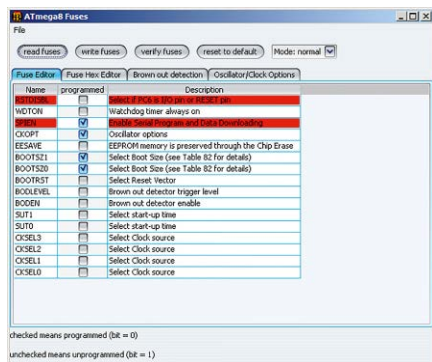 ATmega8 Fuses
File
read fuses write fuses verify fuses reset to default Mode: normal
Fuse Editor Fuse Hex Editor Brown out detection Oscillator/Clock Options
Name programmed Description
RSTDISBL Select if PC6 is I/O pin or RESET pin
WDTON Watchdog timer always on
SPIEN Enable Serial Program and Data Downloading
CKOPT Oscillator options
EESAVE EEPROM memory is preserved through the Chip Erase
BOOTSZ1 Select Boot Size (see Table 82 for details)
BOOTSZ0 Select Boot Size (see Table 82 for details)
BOOTRST Select Reset Vector
BODLEVEL Brown out detector trigger level
BODEN Brown out detector enable
SUT1 Select start-up time
SUT0 Select start-up time
CKSEL3 Select Clock source
CKSEL2 Select Clock source
CKSEL1 Select Clock source
CKSEL0 Select Clock source
checked means programmed (bit = 0)
unchecked means unprogrammed (bit = 1)